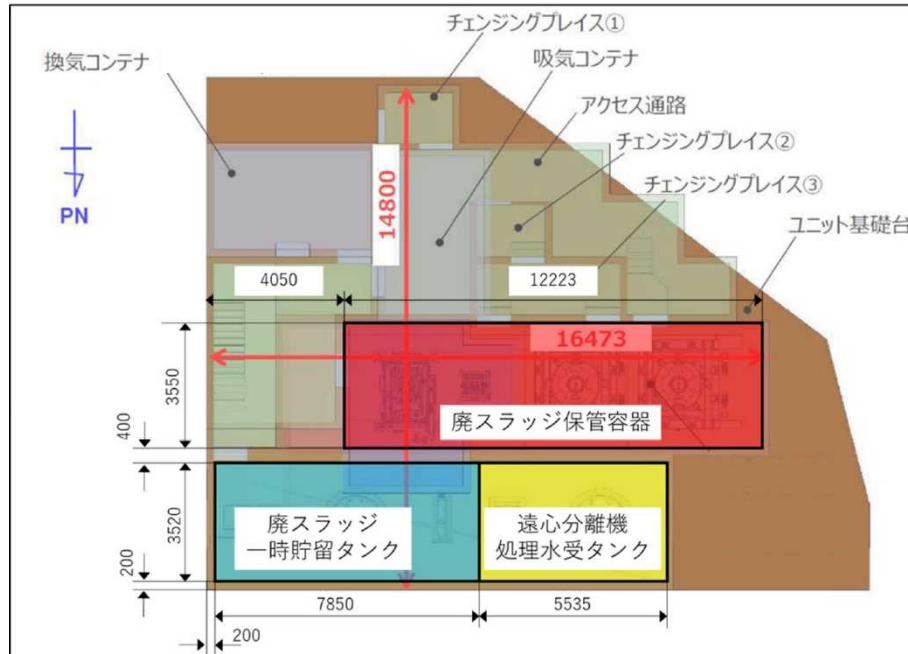 チェンジングプレイス①
換気コンテナ
吸気コンテナ
アクセス通路
チェンジングプレイス②
チェンジングプレイス③
PN
ユニット基礎台
14800
4050
12223
16473
3550
廃スラッジ保管容器
400
3520
廃スラッジ
一時貯留タンク
遠心分離機
処理水受タンク
200
7850
5535
200